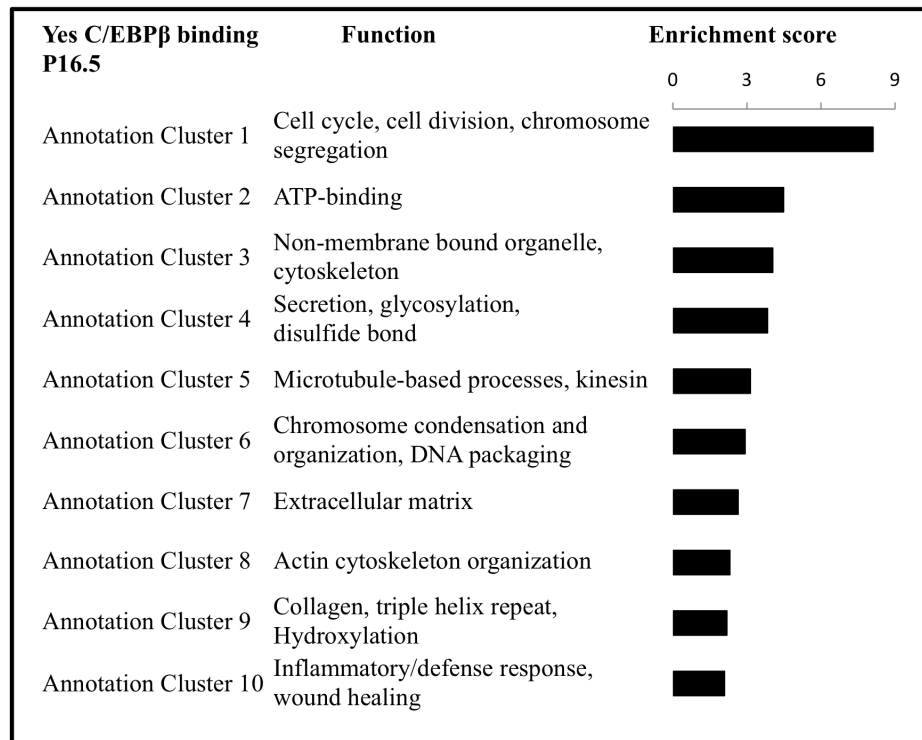 Yes C/EBPβ binding Function Enrichment score
P16.5
0 3 6 9
Annotation Cluster 1 Cell cycle, cell division, chromosome
segregation
Annotation Cluster 2 ATP-binding
Annotation Cluster 3 Non-membrane bound organelle,
cytoskeleton
Annotation Cluster 4 Secretion, glycosylation,
disulfide bond
Annotation Cluster 5 Microtubule-based processes, kinesin
Annotation Cluster 6 Chromosome condensation and
organization, DNA packaging
Annotation Cluster 7 Extracellular matrix
Annotation Cluster 8 Actin cytoskeleton organization
Annotation Cluster 9 Collagen, triple helix repeat,
Hydroxylation
Annotation Cluster 10 Inflammatory/defense response,
wound healing